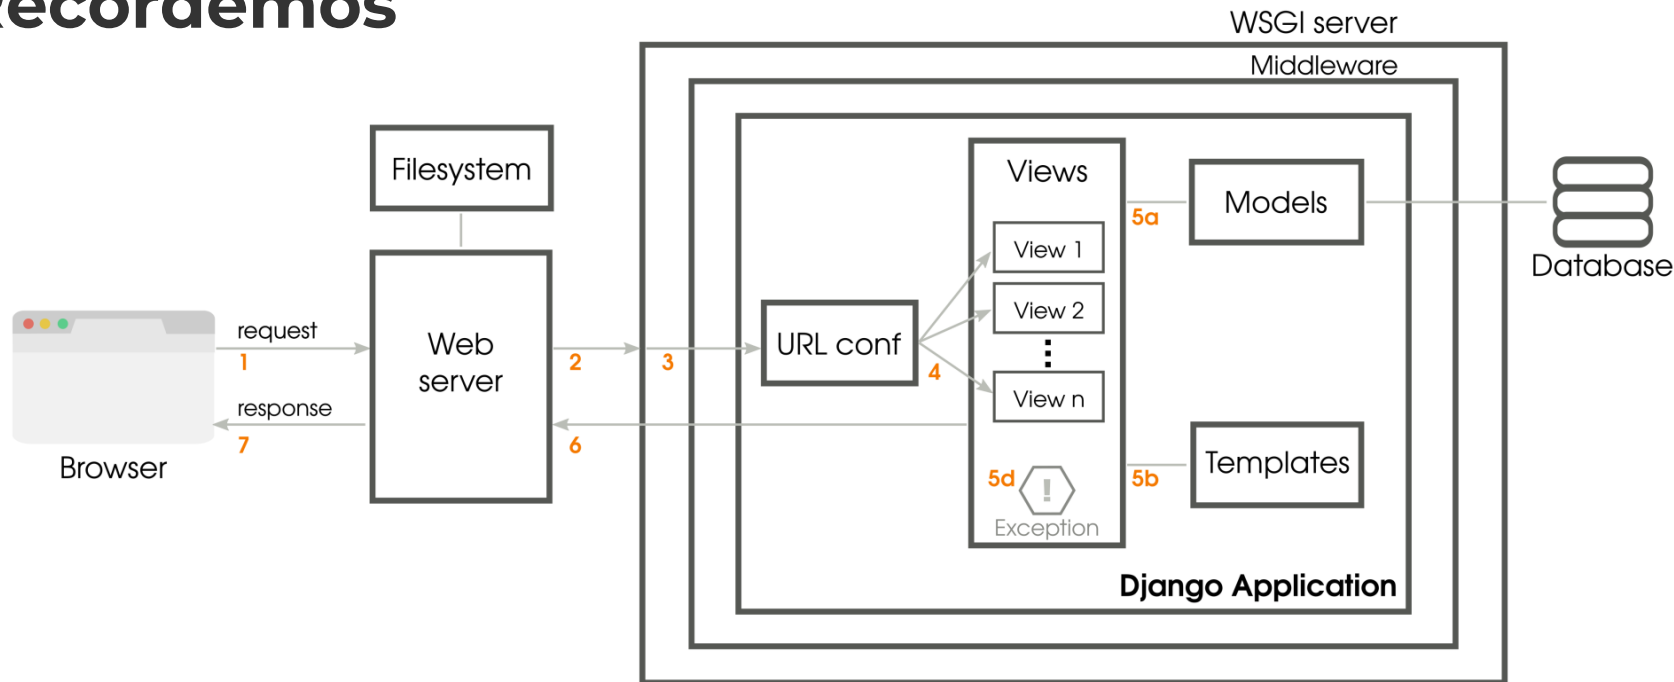 Recordemos
WSGI server
Middleware
Filesystem
Views
Models
5a
View 1
Database
View 2
request
1
Web
server
2
3
URL conf
4
View n
response
7
6
Browser
Templates
5d
!
5b
Exception
Django Application